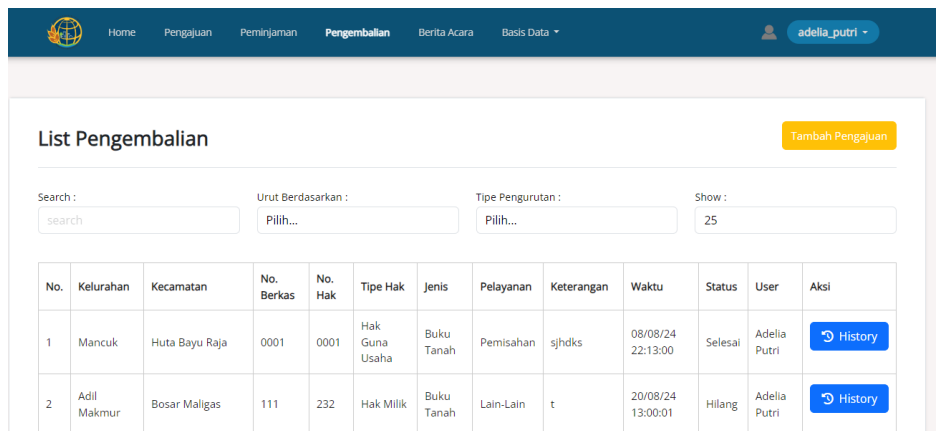 Home Pengajuan Peminjaman Pengembalian Berita Acara Basis Data adelia_putri
List Pengembalian
Tambah Pengajuan
Search : Urut Berdasarkan : Tipe Pengurutan : Show :
search Pilih... Pilih... 25
No. Kelurahan Kecamatan No. Berkas No. Hak Tipe Hak Jenis Pelayanan Keterangan Waktu Status User Aksi
1 Mancuk Huta Bayu Raja 0001 0001 Hak Guna Usaha Buku Tanah Pemisahan sjhdks 08/08/24 22:13:00 Selesai Adelia Putri History
2 Adil Makmur Bosar Maligas 111 232 Hak Milik Buku Tanah Lain-Lain t 20/08/24 13:00:01 Hilang Adelia Putri History